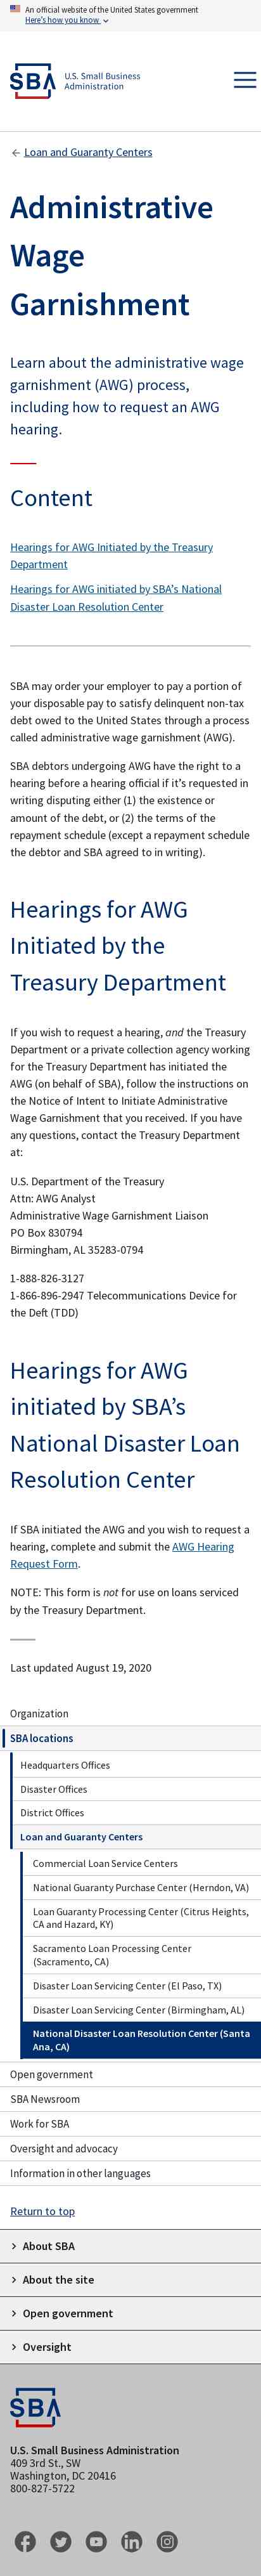 An official website of the United States government
Here's how you know
SBA U.S. Small Business
Administration
Loan and Guaranty Centers
Administrative
Wage
Garnishment
Learn about the administrative wage
garnishment (AWG) process,
including how to request an AWG
hearing.
Content
Hearings for AWG Initiated by the Treasury
Department
Hearings for AWG initiated by SBA’s National
Disaster Loan Resolution Center
SBA may order your employer to pay a portion of
your disposable pay to satisfy delinquent non-tax
debt owed to the United States through a process
called administrative wage garnishment (AWG).
SBA debtors undergoing AWG have the right to a
hearing before a hearing official if it’s requested in
writing disputing either (1) the existence or
amount of the debt, or (2) the terms of the
repayment schedule (except a repayment schedule
the debtor and SBA agreed to in writing).
Hearings for AWG
Initiated by the
Treasury Department
If you wish to request a hearing, and the Treasury
Department or a private collection agency working
for the Treasury Department has initiated the
AWG (on behalf of SBA), follow the instructions on
the Notice of Intent to Initiate Administrative
Wage Garnishment that you received. If you have
any questions, contact the Treasury Department
at:
U.S. Department of the Treasury
Attn: AWG Analyst
Administrative Wage Garnishment Liaison
PO Box 830794
Birmingham, AL 35283-0794
1-888-826-3127
1-866-896-2947 Telecommunications Device for
the Deft (TDD)
Hearings for AWG
initiated by SBA’s
National Disaster Loan
Resolution Center
If SBA initiated the AWG and you wish to request a
hearing, complete and submit the AWG Hearing
Request Form.
NOTE: This form is not for use on loans serviced
by the Treasury Department.
Last updated August 19, 2020
Organization
SBA locations
Headquarters Offices
Disaster Offices
District Offices
Loan and Guaranty Centers
Commercial Loan Service Centers
National Guaranty Purchase Center (Herndon, VA)
Loan Guaranty Processing Center (Citrus Heights,
CA and Hazard, KY)
Sacramento Loan Processing Center
(Sacramento, CA)
Disaster Loan Servicing Center (El Paso, TX)
Disaster Loan Servicing Center (Birmingham, AL)
National Disaster Loan Resolution Center (Santa
Ana, CA)
Open government
SBA Newsroom
Work for SBA
Oversight and advocacy
Information in other languages
Return to top
About SBA
About the site
Open government
Oversight
SBA
U.S. Small Business Administration
409 3rd St., SW
Washington, DC 20416
800-827-5722